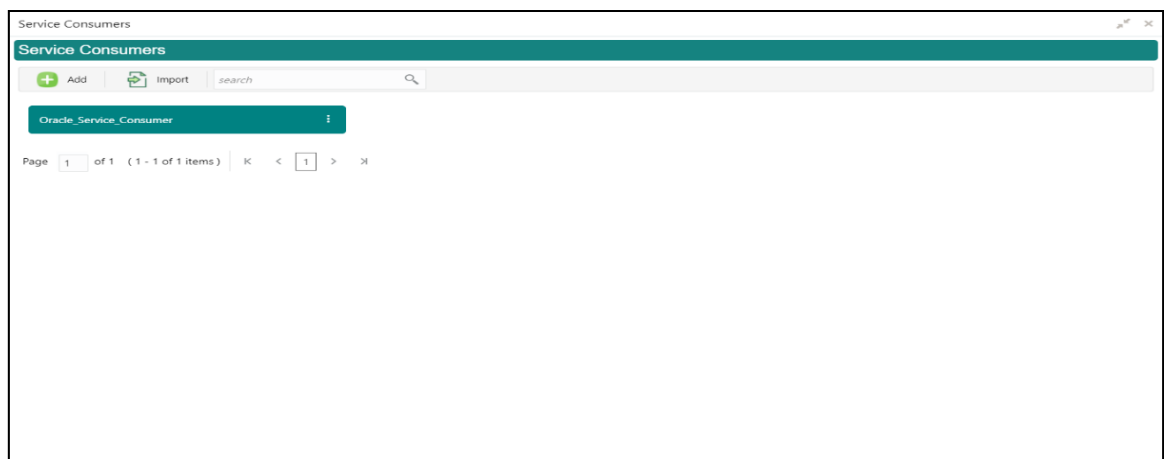 Service Consumers
Service Consumers
Add Import search
Oracle_Service_Consumer
Page 1 of 1 ( 1 - 1 of 1 items ) 1